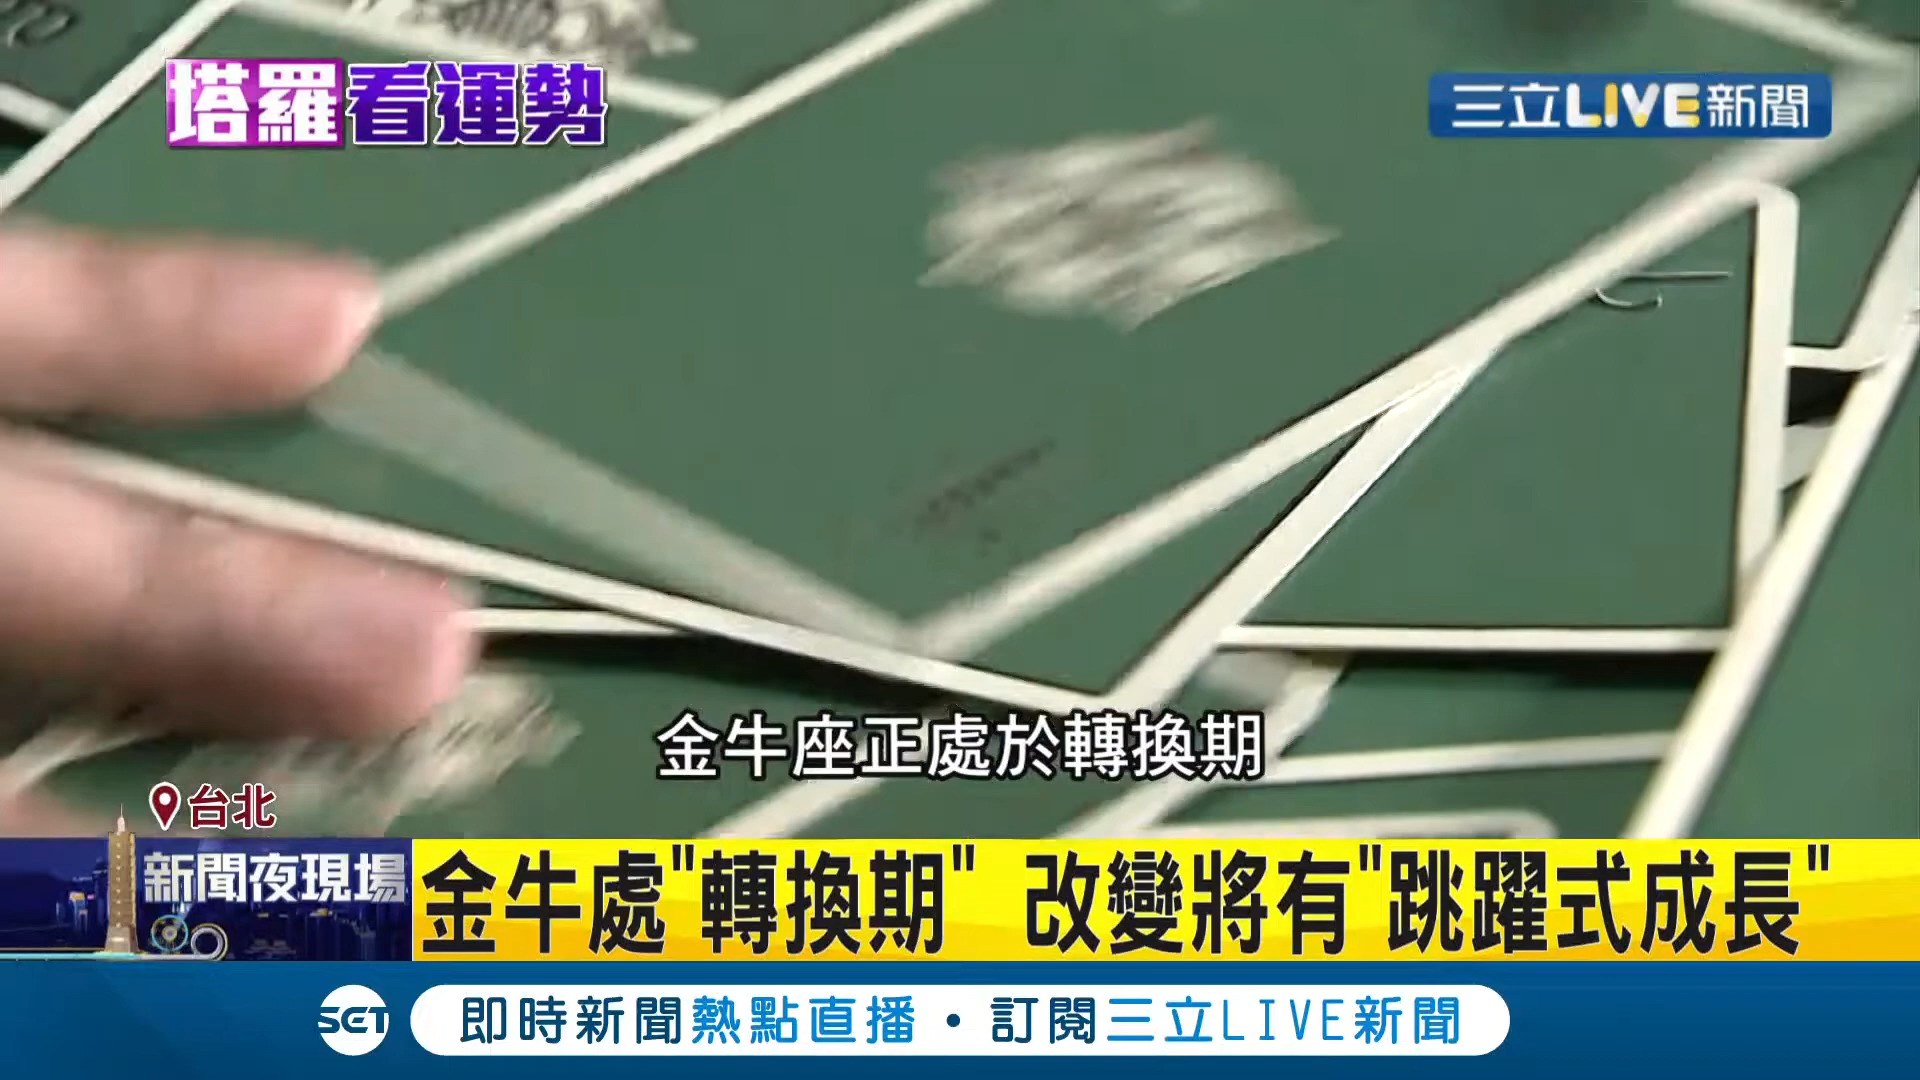 塔羅看運勢
三立LIVE新聞
金牛座正處於轉換期
台北
新聞夜現場
金牛處"轉換期" 改變將有"跳躍式成長"
SET
即時新聞熱點直播・訂閱三立LIVE新聞